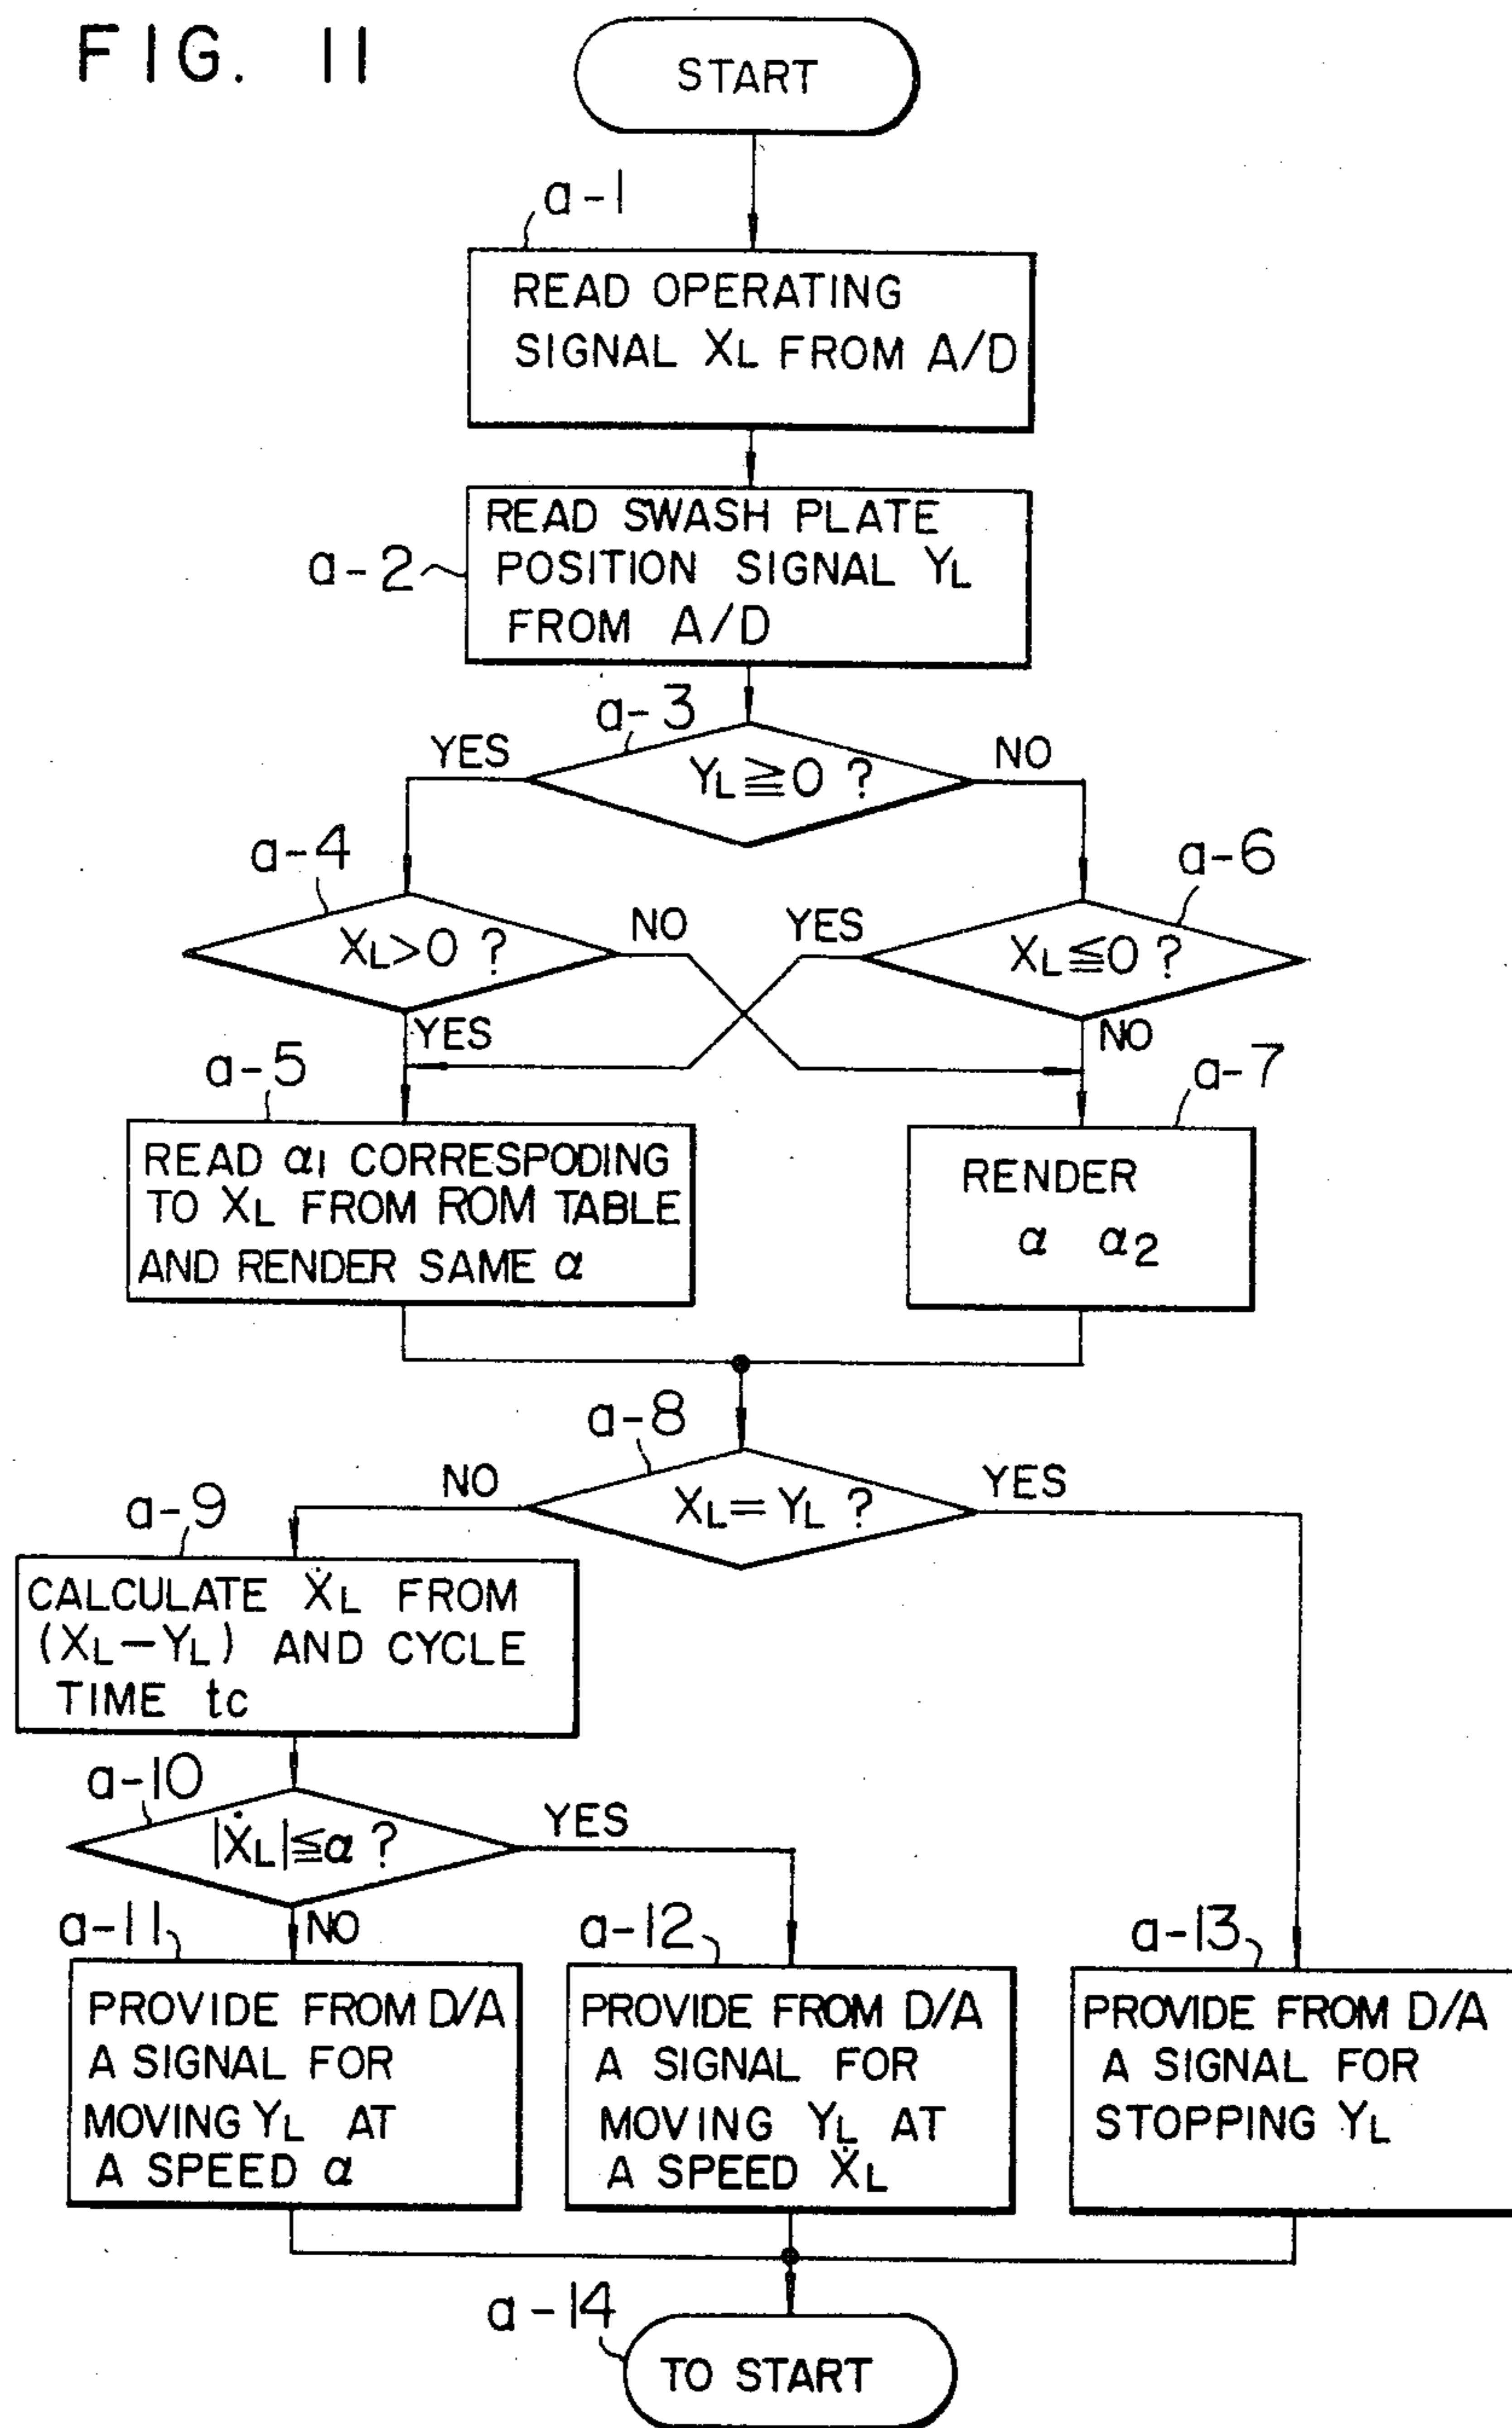 FIG. 11
START
a-1
READ OPERATING
SIGNAL XL FROM A/D
a-2
READ SWASH PLATE
POSITION SIGNAL YL
FROM A/D
a-3
YL≧0 ?
YES
NO
a-4
XL>0 ?
NO
YES
a-6
XL≦0 ?
YES
NO
a-5
READ α1 CORRESPODING
TO XL FROM ROM TABLE
AND RENDER SAME α
a-7
RENDER
α α2
a-8
XL=YL ?
NO
YES
a-9
CALCULATE ẊL FROM
(XL-YL) AND CYCLE
TIME tc
a-10
|ẊL|≦α ?
YES
NO
a-11
PROVIDE FROM D/A
A SIGNAL FOR
MOVING YL AT
A SPEED α
a-12
PROVIDE FROM D/A
A SIGNAL FOR
MOVING YL AT
A SPEED ẊL
a-13
PROVIDE FROM D/A
A SIGNAL FOR
STOPPING YL
a-14
TO START